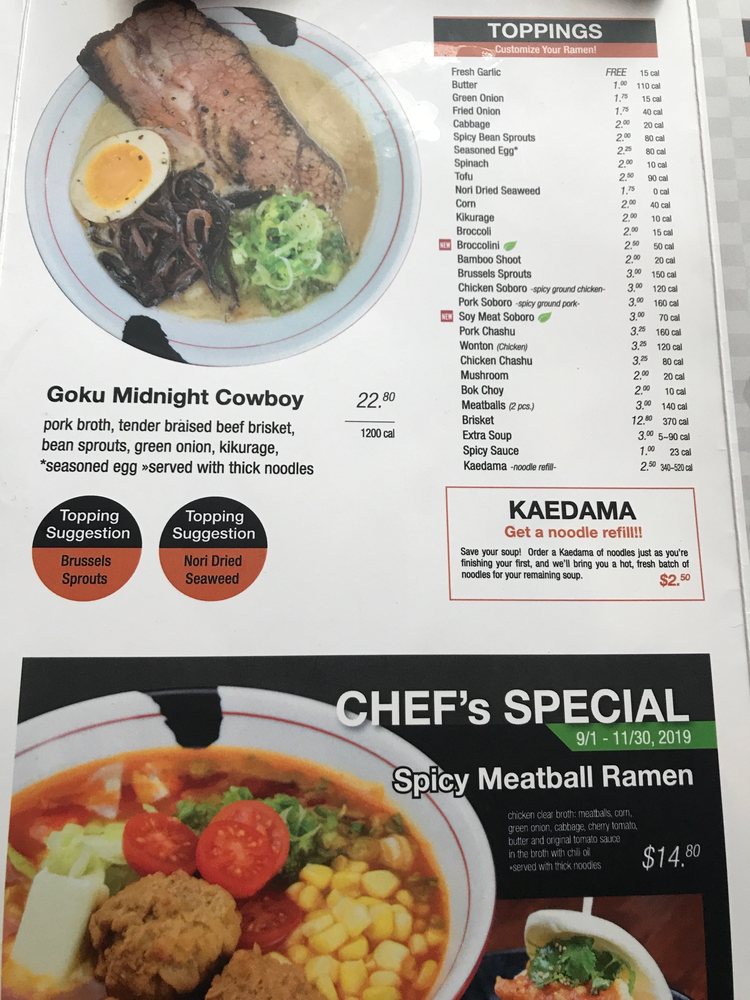 TOPPINGS
Customize Your Ramen!
Fresh Garlic FREE 15 cal
Butter 1.00 110 cal
Green Onion 1.75 15 cal
Fried Onion 1.75 40 cal
Cabbage 2.00 20 cal
Spicy Bean Sprouts 2.00 80 cal
Seasoned Egg* 2.25 80 cal
Spinach 2.00 10 cal
Tofu 2.50 90 cal
Nori Dried Seaweed 1.75 0 cal
Corn 2.00 40 cal
Kikurage 2.00 10 cal
Broccoli 2.00 15 cal
NEW Broccolini 2.50 50 cal
Bamboo Shoot 2.00 20 cal
Brussels Sprouts 3.00 150 cal
Chicken Soboro -spicy ground chicken- 3.00 120 cal
Pork Soboro -spicy ground pork- 3.00 160 cal
NEW Soy Meat Soboro 3.00 70 cal
Pork Chashu 3.25 160 cal
Wonton (Chicken) 3.25 120 cal
Chicken Chashu 3.25 80 cal
Mushroom 2.00 20 cal
Bok Choy 2.00 10 cal
Meatballs (2 pcs.) 3.00 140 cal
Brisket 12.80 370 cal
Extra Soup 3.00 5-90 cal
Spicy Sauce 1.00 23 cal
Kaedama -noodle refill- 2.50 340-520 cal
Goku Midnight Cowboy 22.80
1200 cal
pork broth, tender braised beef brisket,
bean sprouts, green onion, kikurage,
*seasoned egg »served with thick noodles
Topping
Suggestion
Brussels
Sprouts
Topping
Suggestion
Nori Dried
Seaweed
KAEDAMA
Get a noodle refill!!
Save your soup! Order a Kaedama of noodles just as you're
finishing your first, and we'll bring you a hot, fresh batch of
noodles for your remaining soup. $2.50
CHEF's SPECIAL
9/1 - 11/30, 2019
Spicy Meatball Ramen
chicken clear broth: meatballs, corn,
green onion, cabbage, cherry tomato,
butter and original tomato sauce
in the broth with chili oil
»served with thick noodles
$14.80